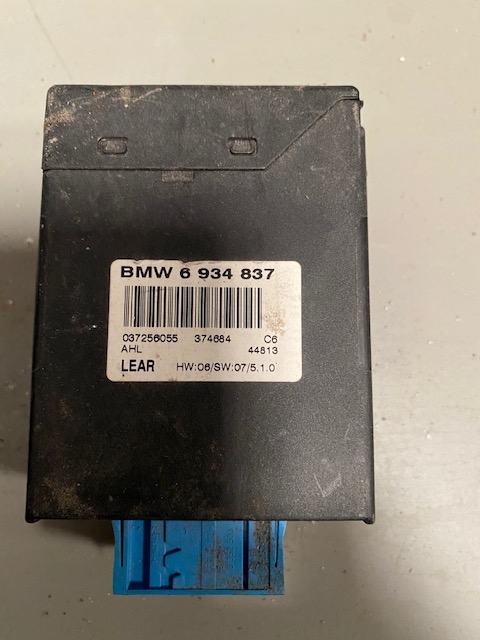 BMW 6 934 837
037256055 374684 C6
AHL 44813
LEAR HW:06/SW:07/5.1.0